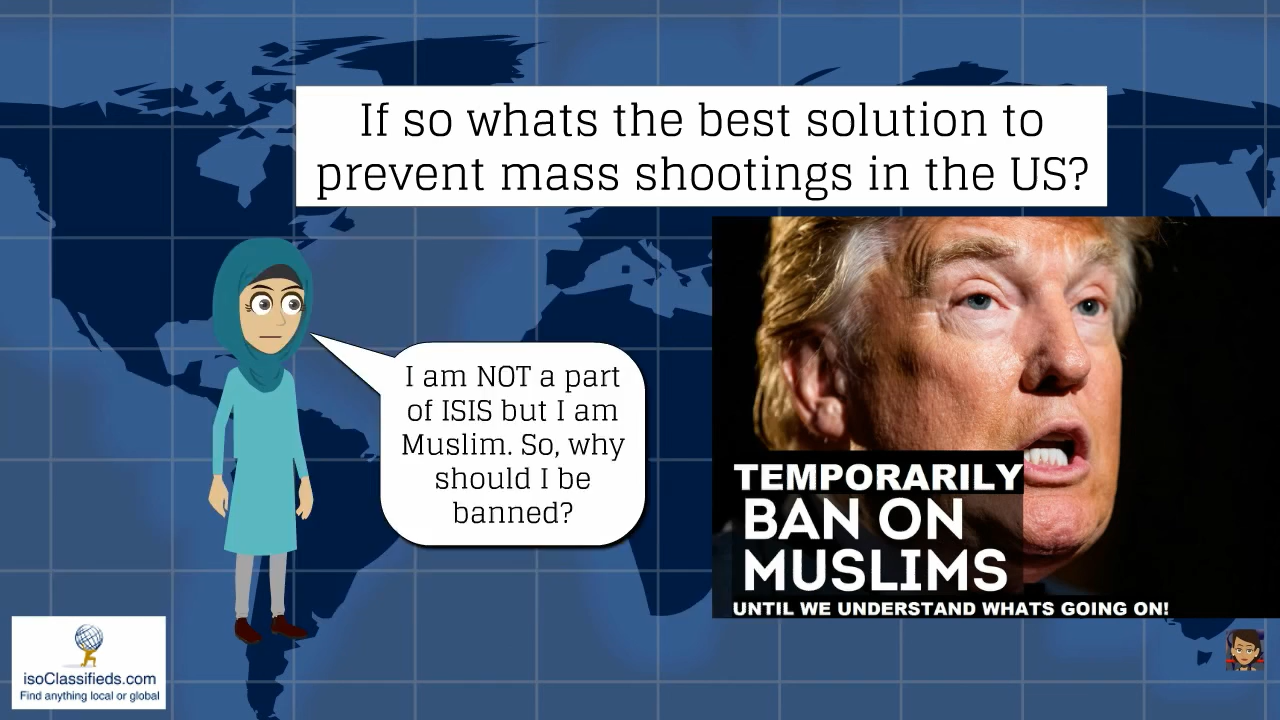 If so whats the best solution to
prevent mass shootings in the US?
I am NOT a part
of ISIS but I am
Muslim. So, why
should I be
banned?
TEMPORARILY
BAN ON
MUSLIMS
UNTIL WE UNDERSTAND WHATS GOING ON!
isoClassifieds.com
Find anything local or global